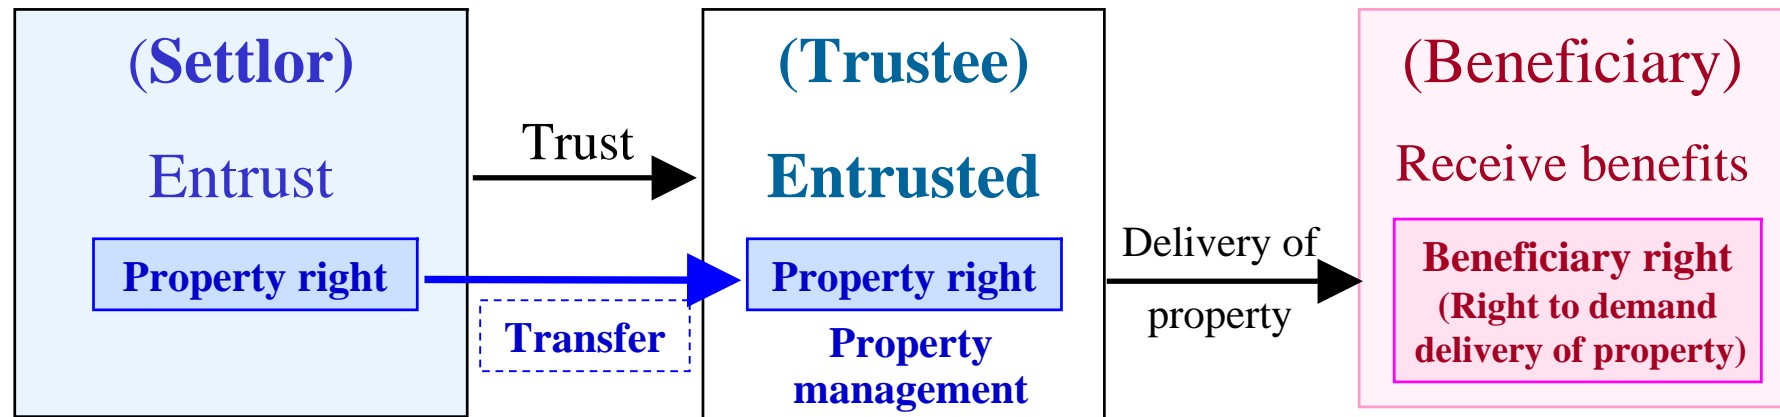 (Settlor)
Entrust
Property right
Trust
Transfer
(Trustee)
Entrusted
Property right
Property
management
Delivery of
property
(Beneficiary)
Receive benefits
Beneficiary right
(Right to demand
delivery of property)